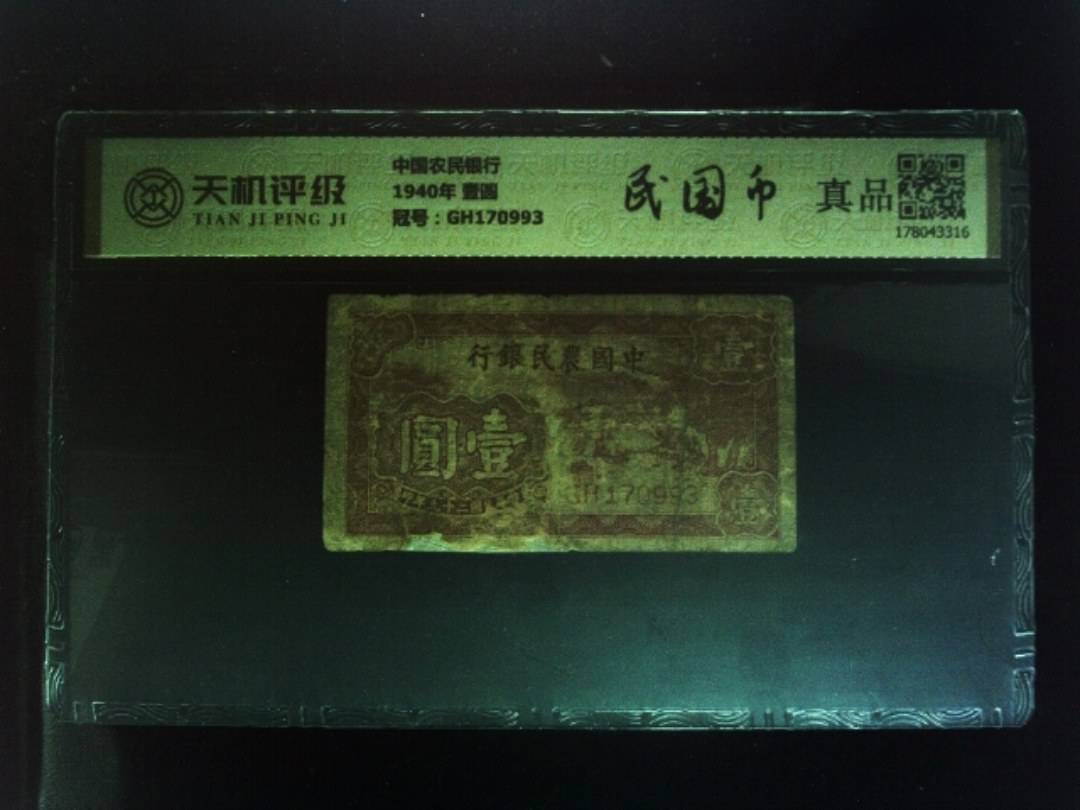 天机评级
TIAN JI PING JI
中国农民银行
1940年 壹圆
冠号：GH170993
民国币
真品
178043316
行銀民農國中
圓壹
壹
GH170993
壹